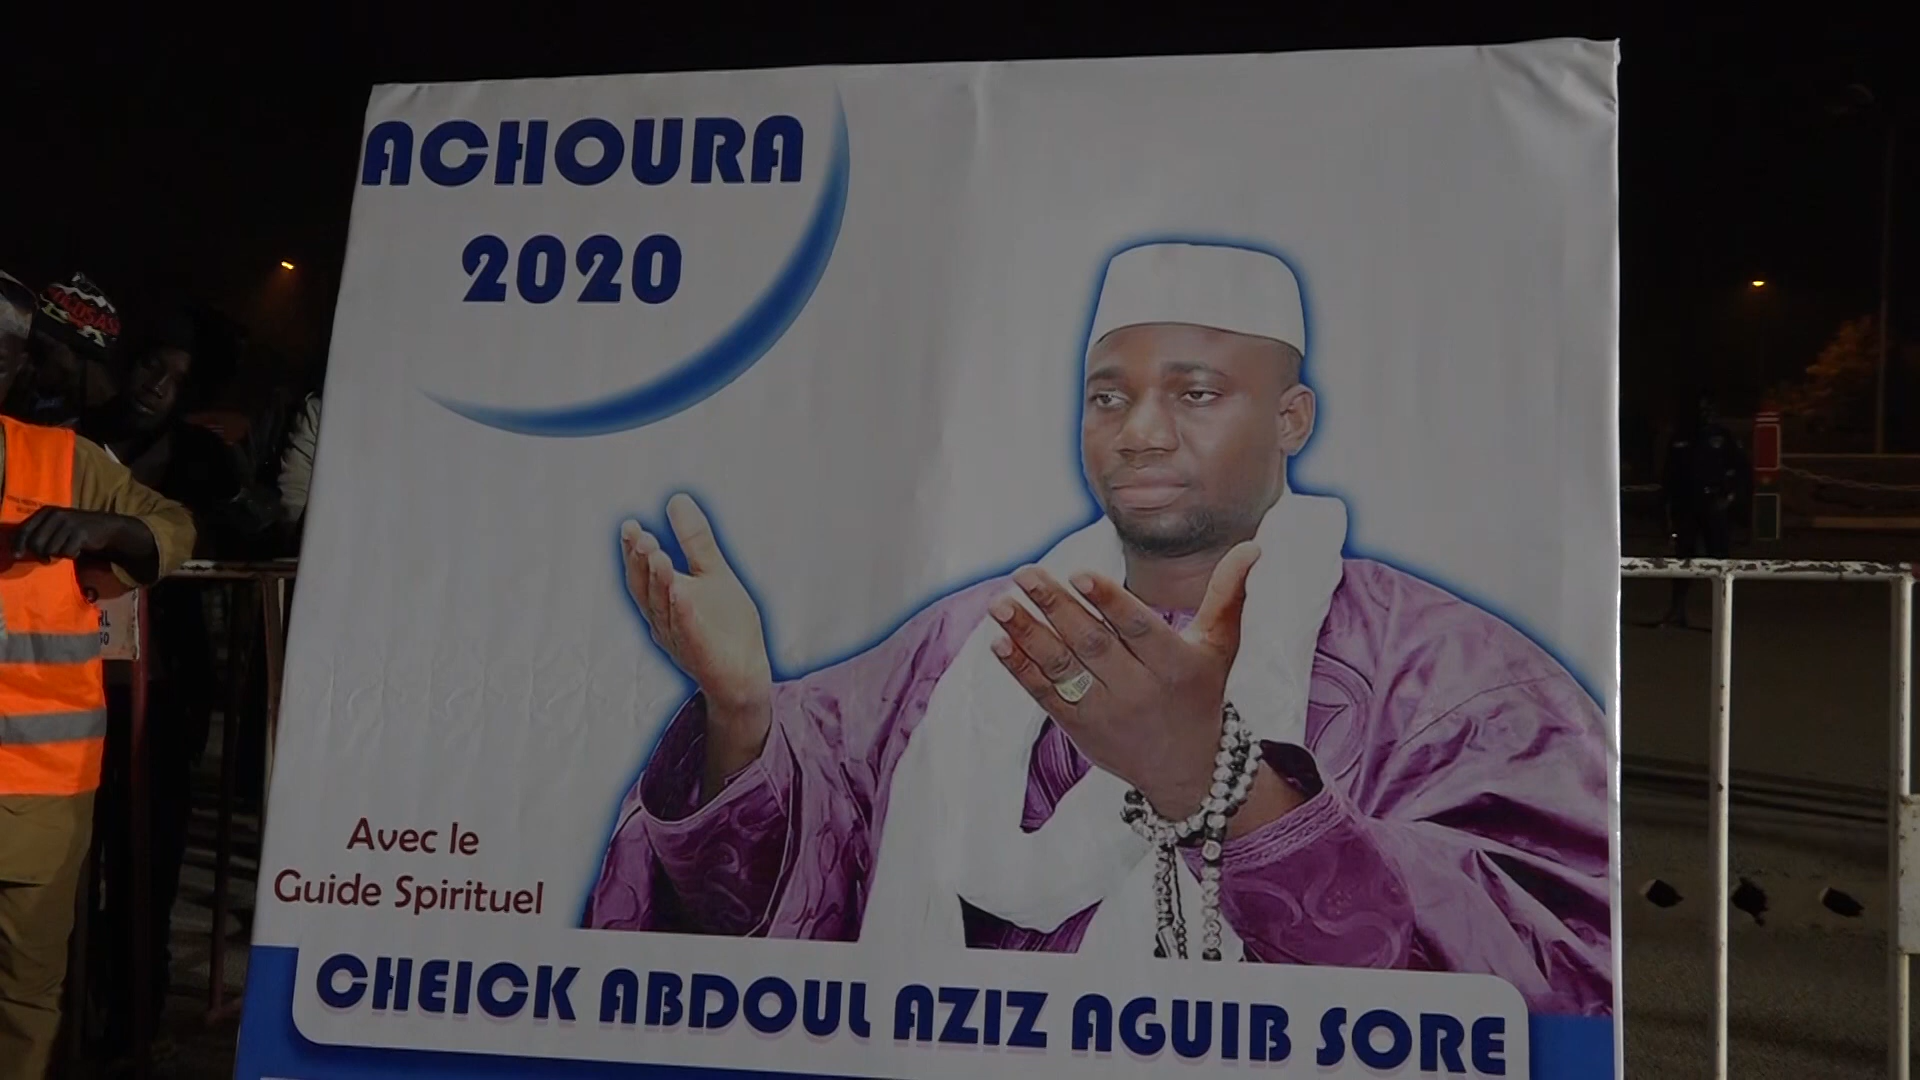 ACHOURA
2020
Avec le
Guide Spirituel
CHEICK ABDOUL AZIZ AGUIB SORE